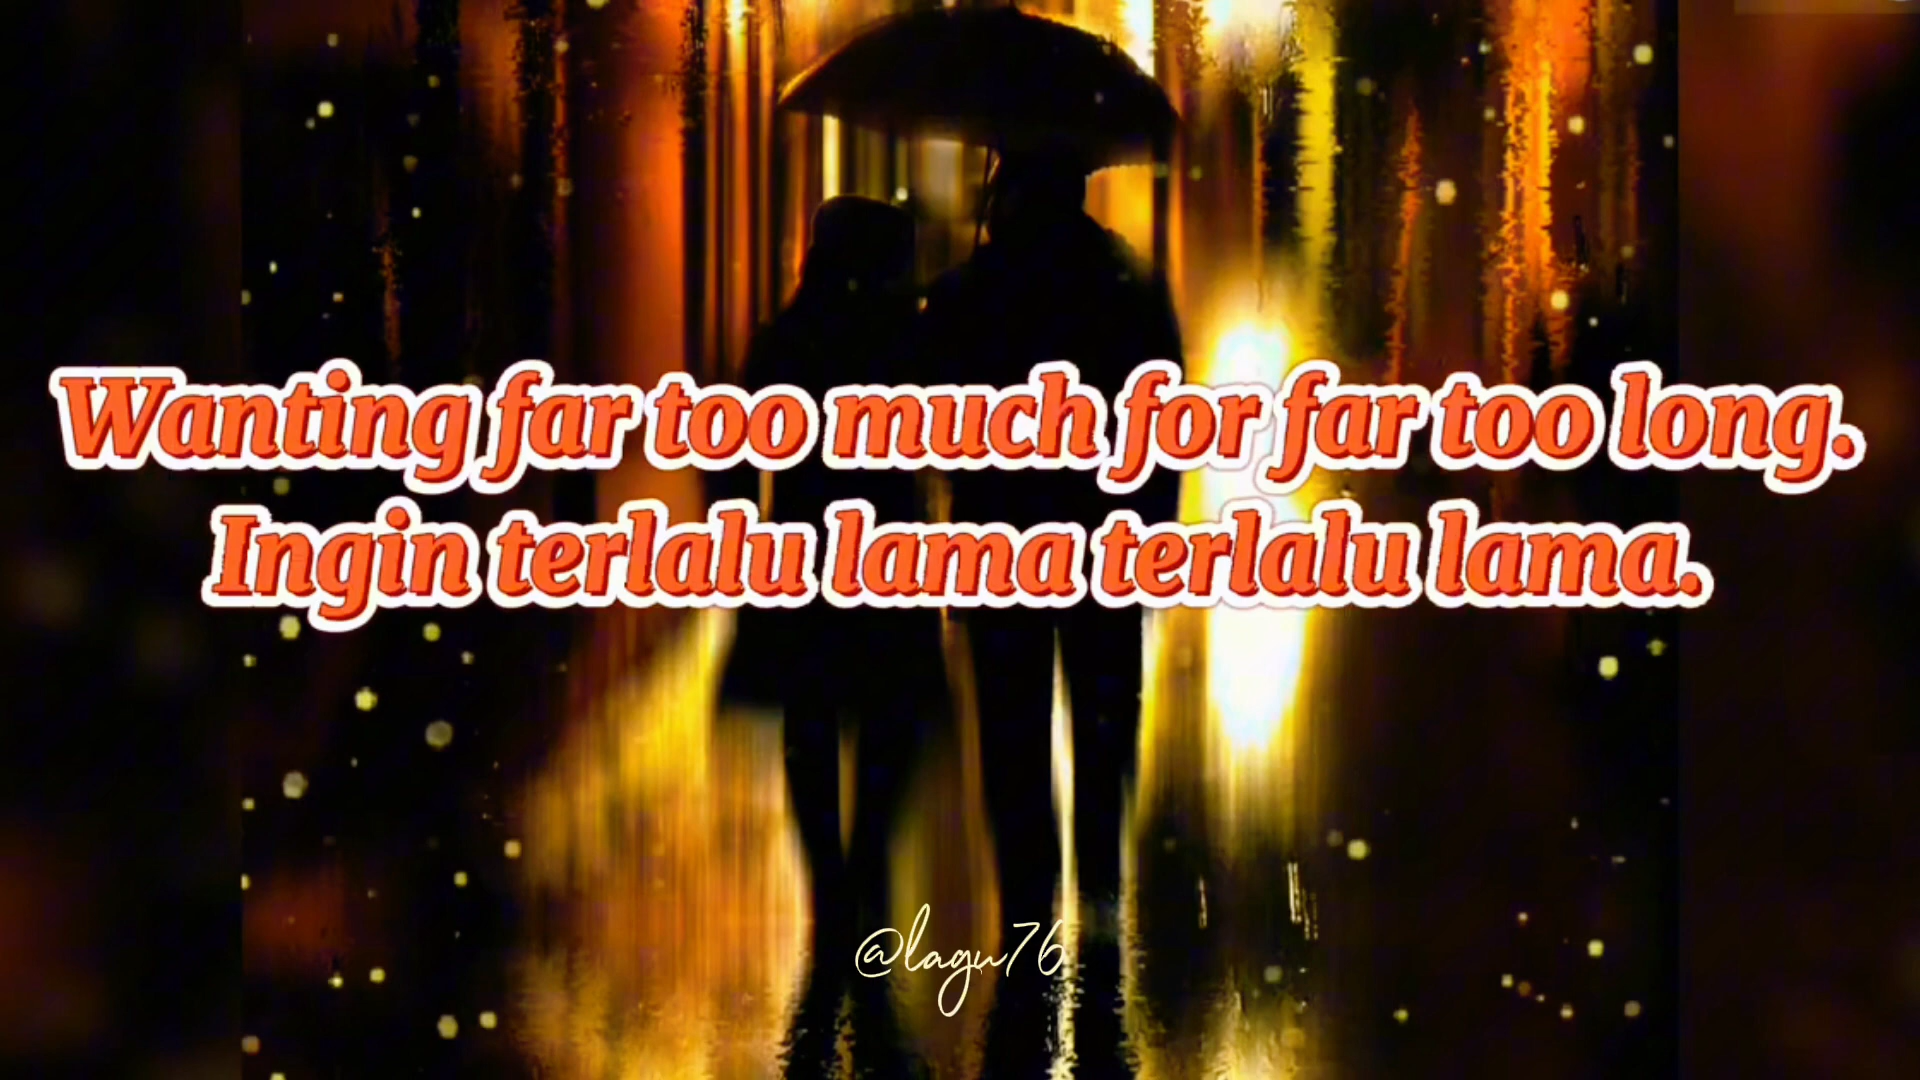 Wanting far too much for far too long.
Ingin terlalu lama terlalu lama.
@lagu76